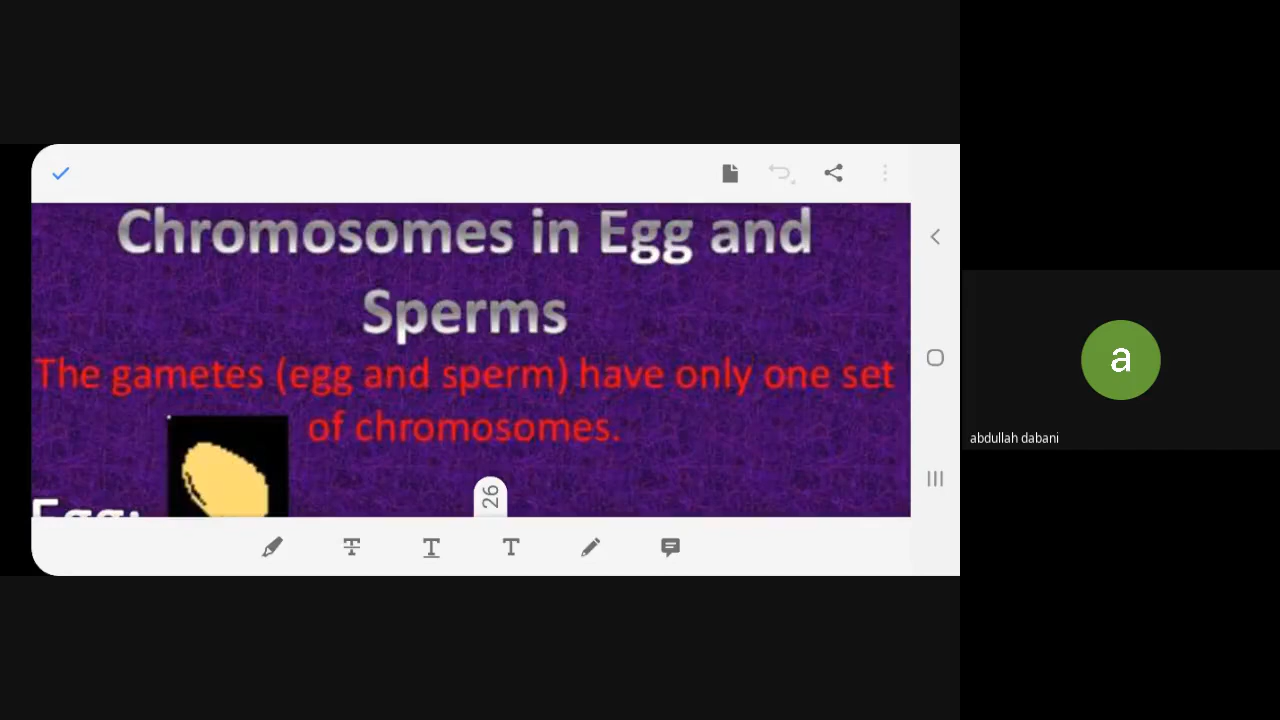 Chromosomes in Egg and
Sperms
The gametes (egg and sperm) have only one set
of chromosomes.
Egg:
26
a
abdullah dabani